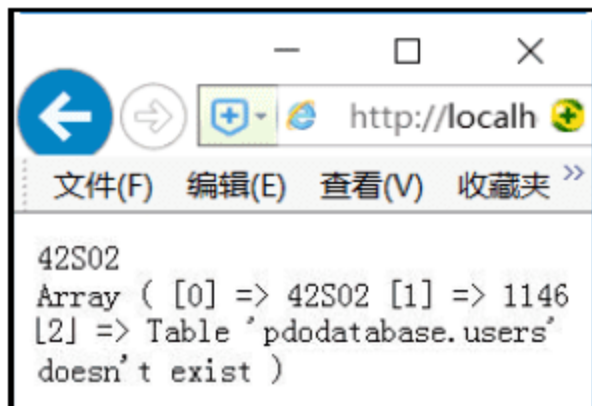 http://localh
文件(F) 编辑(E) 查看(V) 收藏夹 »
42S02
Array ( [0] => 42S02 [1] => 1146
[2] => Table 'pdodatabase.users'
doesn't exist )